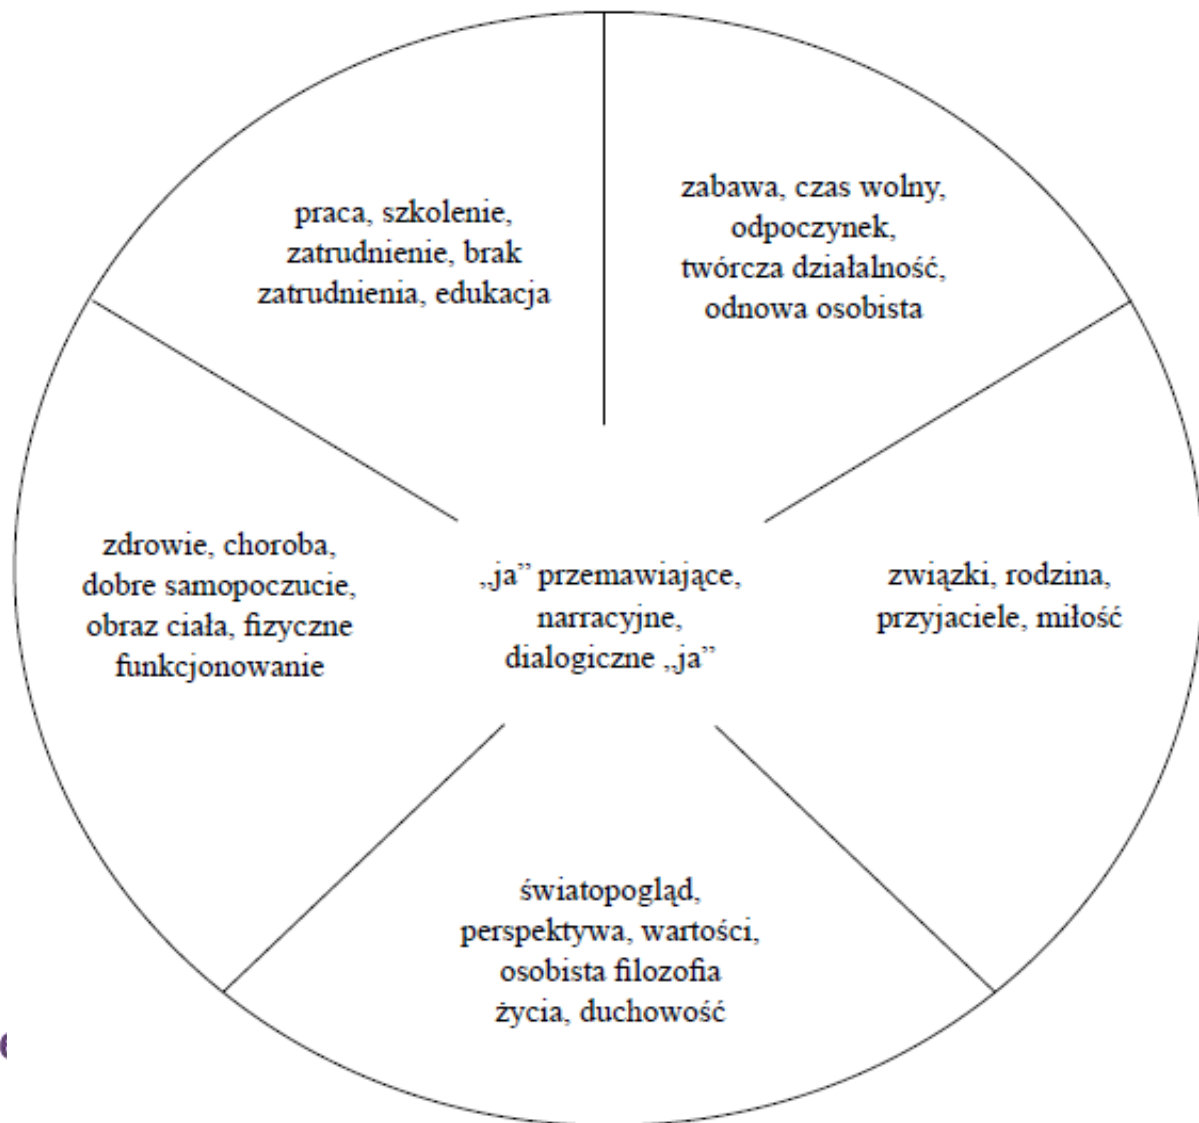 praca, szkolenie,
zatrudnienie, brak
zatrudnienia, edukacja
zabawa, czas wolny,
odpoczynek,
twórcza działalność,
odnowa osobista
zdrowie, choroba,
dobre samopoczucie,
obraz ciała, fizyczne
funkcjonowanie
„ja” przemawiające,
narracyjne,
dialogiczne „ja”
związki, rodzina,
przyjaciele, miłość
światopogląd,
perspektywa, wartości,
osobista filozofia
życia, duchowość